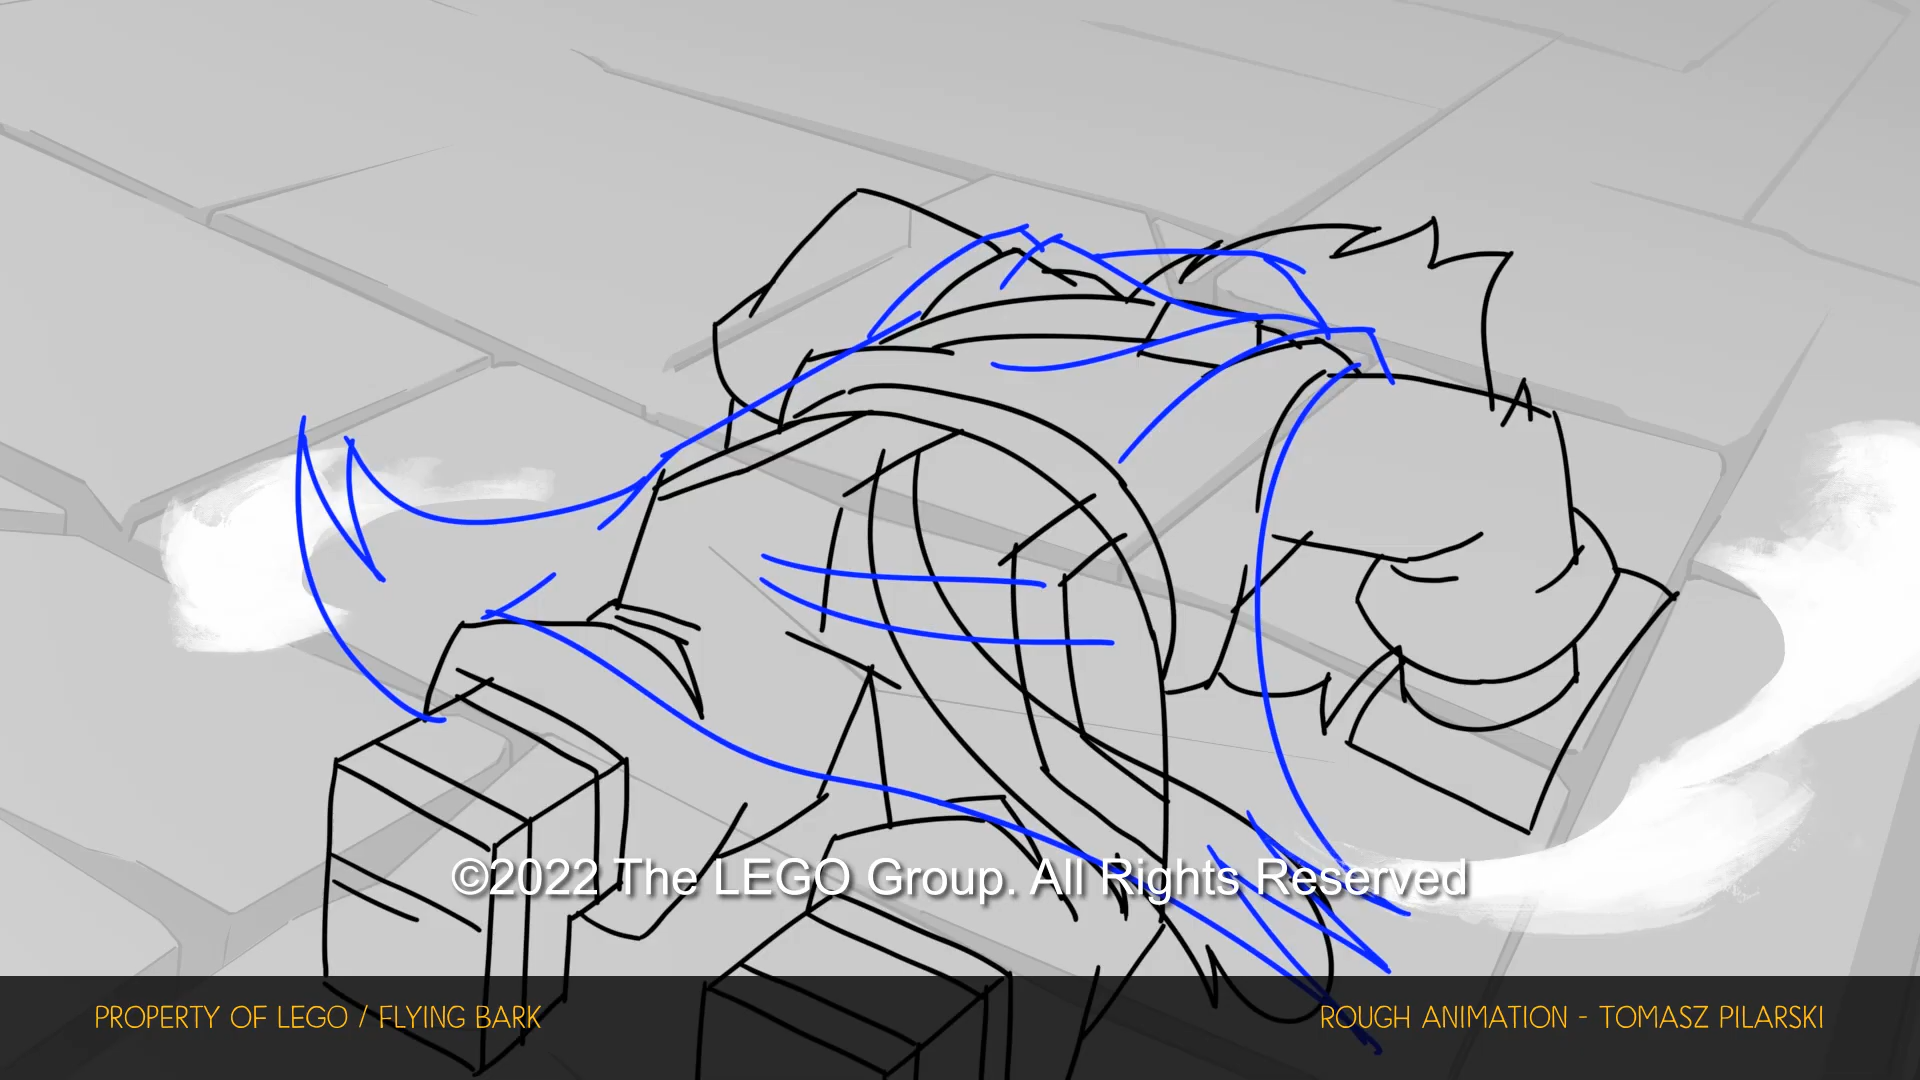 ©2022 The LEGO Group. All Rights Reserved
PROPERTY OF LEGO / FLYING BARK
ROUGH ANIMATION - TOMASZ PILARSKI